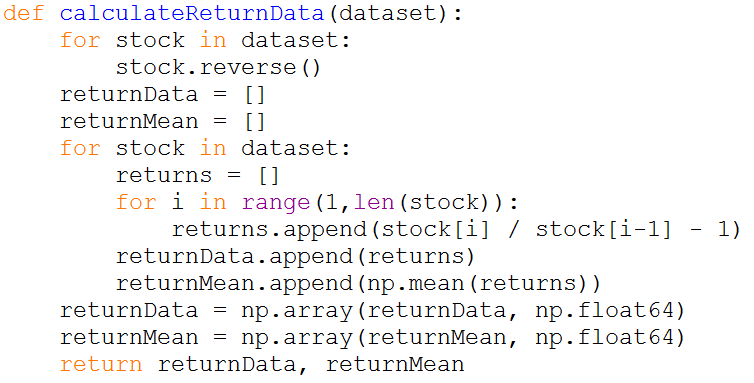 def calculateReturnData(dataset):
    for stock in dataset:
        stock.reverse()
    returnData = []
    returnMean = []
    for stock in dataset:
        returns = []
        for i in range(1,len(stock)):
            returns.append(stock[i] / stock[i-1] - 1)
        returnData.append(returns)
        returnMean.append(np.mean(returns))
    returnData = np.array(returnData, np.float64)
    returnMean = np.array(returnMean, np.float64)
    return returnData, returnMean